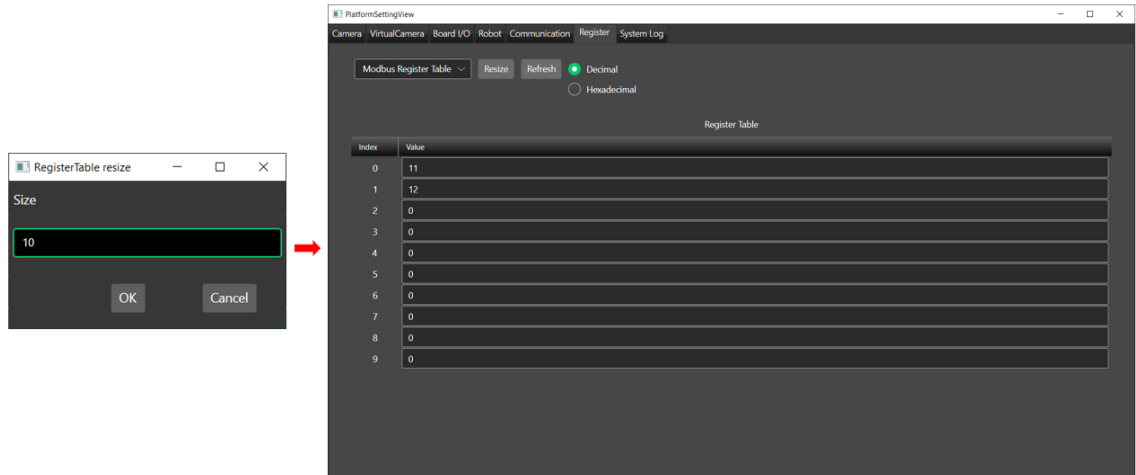 RegisterTable resize
Size
10
OK Cancel
PlatformSettingView
Camera VirtualCamera Board I/O Robot Communication Register System Log
Modbus Register Table Resize Refresh Decimal
Hexadecimal
Register Table
Index Value
0 11
1 12
2 0
3 0
4 0
5 0
6 0
7 0
8 0
9 0